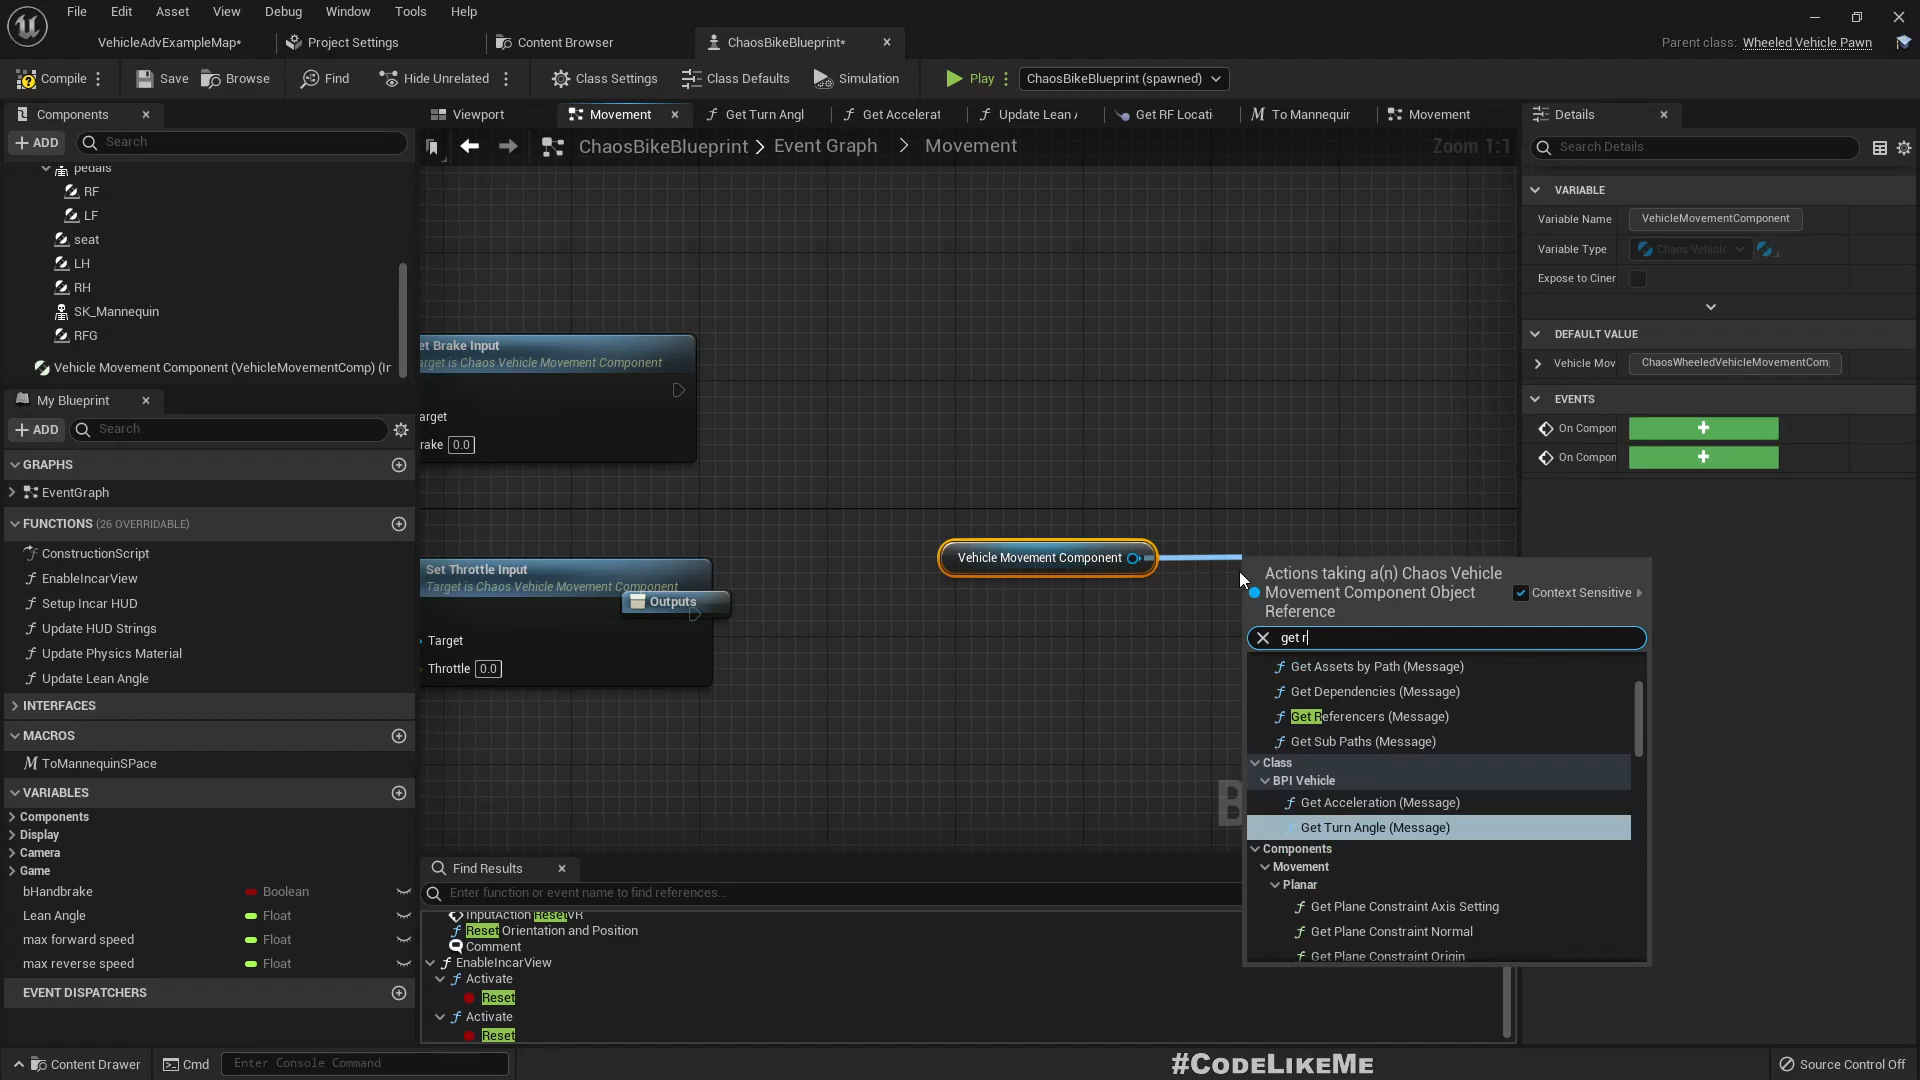 File Edit Asset View Debug Window Tools Help
VehicleAdvExampleMap* Project Settings Content Browser ChaosBikeBlueprint* Parent class: Wheeled Vehicle Pawn
Compile Save Browse Find Hide Unrelated Class Settings Class Defaults Simulation Play ChaosBikeBlueprint (spawned)
Components Viewport Movement Get Turn Angl Get Accelerat Update Lean Get RF Locati To Mannequir Movement Details
ADD Search
ChaosBikeBlueprint > Event Graph > Movement Zoom 1:1
Search Details
pedals
RF
LF
seat
LH
RH
SK_Mannequin
RFG
Vehicle Movement Component (VehicleMovementComp) (Ir
My Blueprint
ADD Search
GRAPHS
EventGraph
FUNCTIONS (26 OVERRIDABLE)
ConstructionScript
EnableIncarView
Setup Incar HUD
Update HUD Strings
Update Physics Material
Update Lean Angle
INTERFACES
MACROS
ToMannequinSPace
VARIABLES
Components
Display
Camera
Game
bHandbrake Boolean
Lean Angle Float
max forward speed Float
max reverse speed Float
EVENT DISPATCHERS
et Brake Input
arget is Chaos Vehicle Movement Component
arget
rake 0.0
Set Throttle Input
Target is Chaos Vehicle Movement Component
Outputs
Target
Throttle 0.0
Vehicle Movement Component
B
Actions taking a(n) Chaos Vehicle
Movement Component Object
Reference
Context Sensitive
get r
Get Assets by Path (Message)
Get Dependencies (Message)
Get Referencers (Message)
Get Sub Paths (Message)
Class
BPI Vehicle
Get Acceleration (Message)
Get Turn Angle (Message)
Components
Movement
Planar
Get Plane Constraint Axis Setting
Get Plane Constraint Normal
Get Plane Constraint Origin
Find Results
Enter function or event name to find references...
InputAction ResetVR
Reset Orientation and Position
Comment
EnableIncarView
Activate
Reset
Activate
Reset
VARIABLE
Variable Name VehicleMovementComponent
Variable Type Chaos Vehicle
Expose to Ciner
DEFAULT VALUE
Vehicle Mov ChaosWheeledVehicleMovementComp
EVENTS
On Compor
On Compor
Content Drawer Cmd Enter Console Command #CodeLikeMe Source Control Off